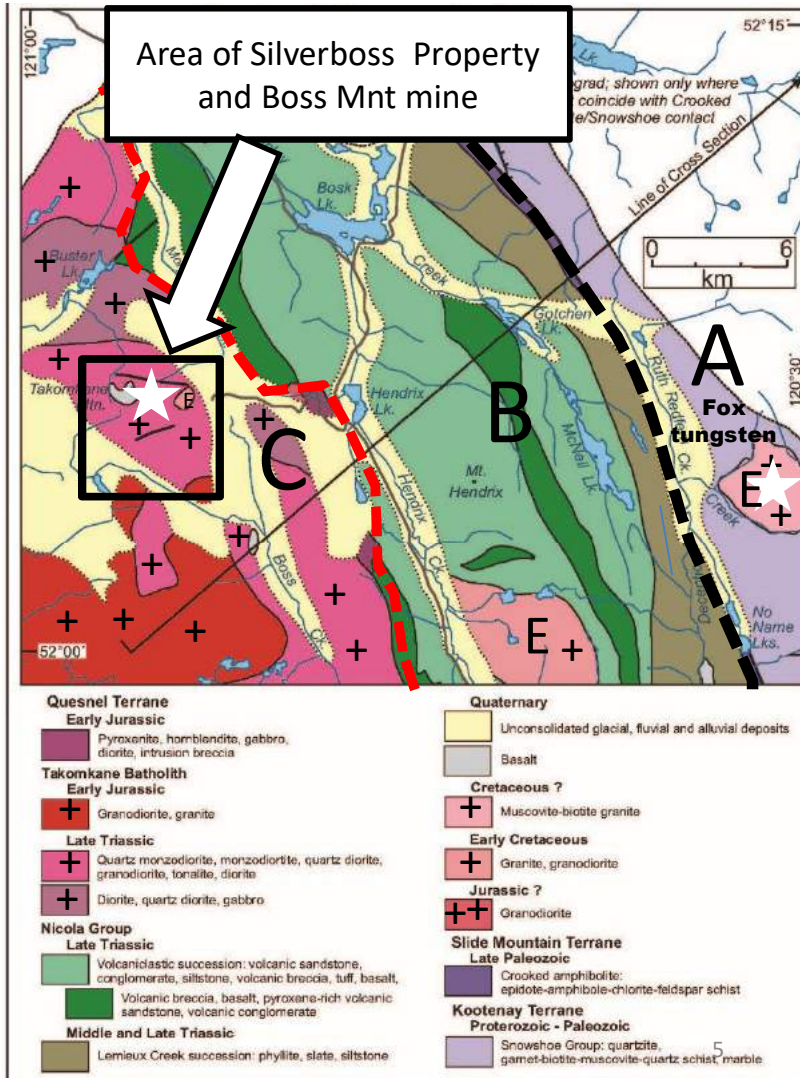 121°00'
52°15'
Area of Silverboss Property
and Boss Mnt mine
Lk.
grad; shown only where
coincide with Crooked
e/Snowshoe contact
Line of Cross Section
Bosk
Lk.
0 6
km
Buster
Lk.
Creek
Gotchen
Lk.
A
120°30'
Takomkane
Mtn.
E
Hendrix
Lk.
B
Ruth
Ck.
Fox
tungsten
C
McNeil Lk.
Mt.
Hendrix
E
Creek
Hendrix
Ck.
Boss
Ck.
E
No
Name
Lks.
52°00'
Quesnel Terrane
Early Jurassic
Pyroxenite, hornblendite, gabbro,
diorite, intrusion breccia
Takomkane Batholith
Early Jurassic
Granodiorite, granite
Late Triassic
Quartz monzodiorite, monzodiortite, quartz diorite,
granodiorite, tonalite, diorite
Diorite, quartz diorite, gabbro
Nicola Group
Late Triassic
Volcaniclastic succession: volcanic sandstone,
conglomerate, siltstone, volcanic breccia, tuff, basalt,
Volcanic breccia, basalt, pyroxene-rich volcanic
sandstone, volcanic conglomerate
Middle and Late Triassic
Lemieux Creek succession: phyllite, slate, siltstone
Quaternary
Unconsolidated glacial, fluvial and alluvial deposits
Basalt
Cretaceous ?
Muscovite-biotite granite
Early Cretaceous
Granite, granodiorite
Jurassic ?
Granodiorite
Slide Mountain Terrane
Late Paleozoic
Crooked amphibolite:
epidote-amphibole-chlorite-feldspar schist
Kootenay Terrane
Proterozoic - Paleozoic
Snowshoe Group: quartzite,
garnet-biotite-muscovite-quartz schist, marble
5